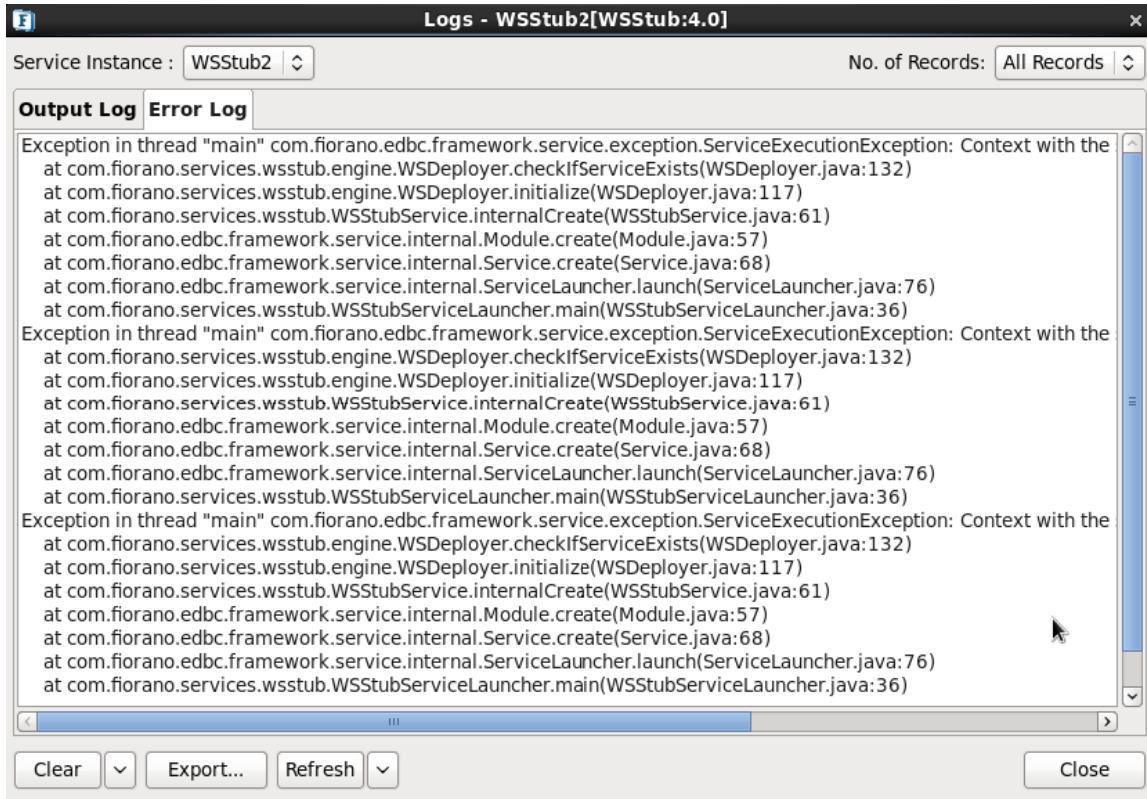 Logs - WSStub2[WSStub:4.0]
Service Instance : WSStub2 No. of Records: All Records
Output Log Error Log
Exception in thread "main" com.fiorano.edbc.framework.service.exception.ServiceExecutionException: Context with the
at com.fiorano.services.wsstub.engine.WSDeployer.checkIfServiceExists(WSDeployer.java:132)
at com.fiorano.services.wsstub.engine.WSDeployer.initialize(WSDeployer.java:117)
at com.fiorano.services.wsstub.WSStubService.internalCreate(WSStubService.java:61)
at com.fiorano.edbc.framework.service.internal.Module.create(Module.java:57)
at com.fiorano.edbc.framework.service.internal.Service.create(Service.java:68)
at com.fiorano.edbc.framework.service.internal.ServiceLauncher.launch(ServiceLauncher.java:76)
at com.fiorano.services.wsstub.WSStubServiceLauncher.main(WSStubServiceLauncher.java:36)
Exception in thread "main" com.fiorano.edbc.framework.service.exception.ServiceExecutionException: Context with the
at com.fiorano.services.wsstub.engine.WSDeployer.checkIfServiceExists(WSDeployer.java:132)
at com.fiorano.services.wsstub.engine.WSDeployer.initialize(WSDeployer.java:117)
at com.fiorano.services.wsstub.WSStubService.internalCreate(WSStubService.java:61)
at com.fiorano.edbc.framework.service.internal.Module.create(Module.java:57)
at com.fiorano.edbc.framework.service.internal.Service.create(Service.java:68)
at com.fiorano.edbc.framework.service.internal.ServiceLauncher.launch(ServiceLauncher.java:76)
at com.fiorano.services.wsstub.WSStubServiceLauncher.main(WSStubServiceLauncher.java:36)
Exception in thread "main" com.fiorano.edbc.framework.service.exception.ServiceExecutionException: Context with the
at com.fiorano.services.wsstub.engine.WSDeployer.checkIfServiceExists(WSDeployer.java:132)
at com.fiorano.services.wsstub.engine.WSDeployer.initialize(WSDeployer.java:117)
at com.fiorano.services.wsstub.WSStubService.internalCreate(WSStubService.java:61)
at com.fiorano.edbc.framework.service.internal.Module.create(Module.java:57)
at com.fiorano.edbc.framework.service.internal.Service.create(Service.java:68)
at com.fiorano.edbc.framework.service.internal.ServiceLauncher.launch(ServiceLauncher.java:76)
at com.fiorano.services.wsstub.WSStubServiceLauncher.main(WSStubServiceLauncher.java:36)
Clear Export... Refresh Close